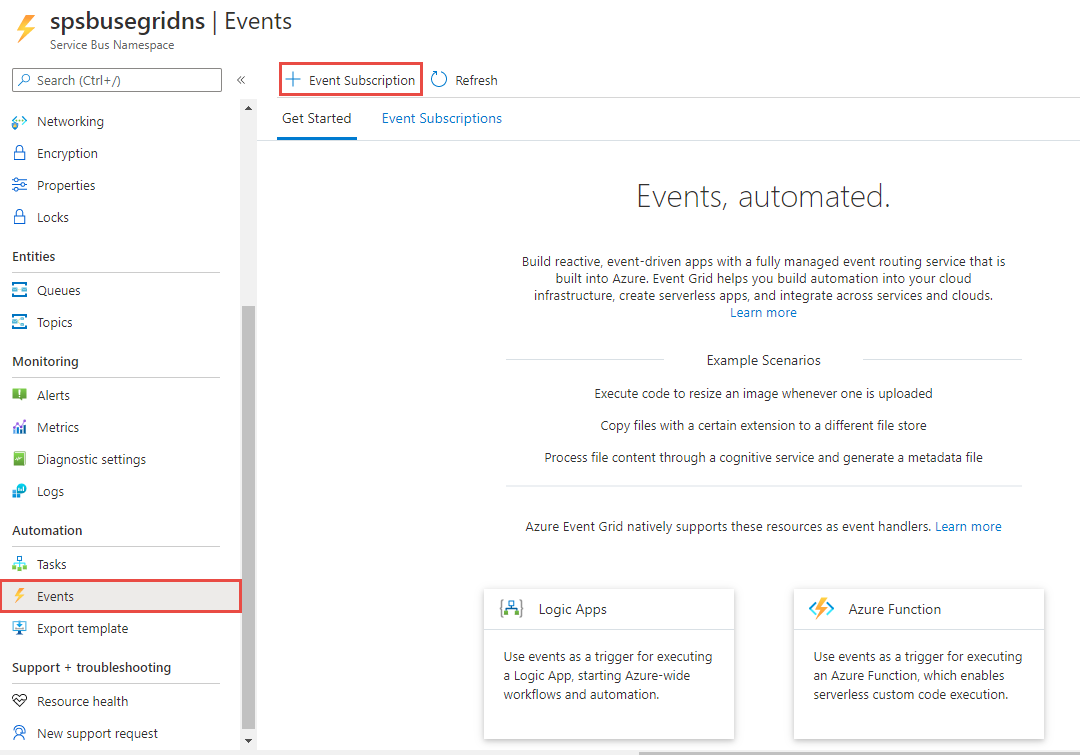 spsbusegridns | Events
Service Bus Namespace
Search (Ctrl+/)
«
Networking
Encryption
Properties
Locks
Entities
Queues
Topics
Monitoring
Alerts
Metrics
Diagnostic settings
Logs
Automation
Tasks
Events
Export template
Support + troubleshooting
Resource health
New support request
Event Subscription
Refresh
Get Started
Event Subscriptions
Events, automated.
Build reactive, event-driven apps with a fully managed event routing service that is
built into Azure. Event Grid helps you build automation into your cloud
infrastructure, create serverless apps, and integrate across services and clouds.
Learn more
Example Scenarios
Execute code to resize an image whenever one is uploaded
Copy files with a certain extension to a different file store
Process file content through a cognitive service and generate a metadata file
Azure Event Grid natively supports these resources as event handlers. Learn more
Logic Apps
Use events as a trigger for executing
a Logic App, starting Azure-wide
workflows and automation.
Azure Function
Use events as a trigger for executing
an Azure Function, which enables
serverless custom code execution.